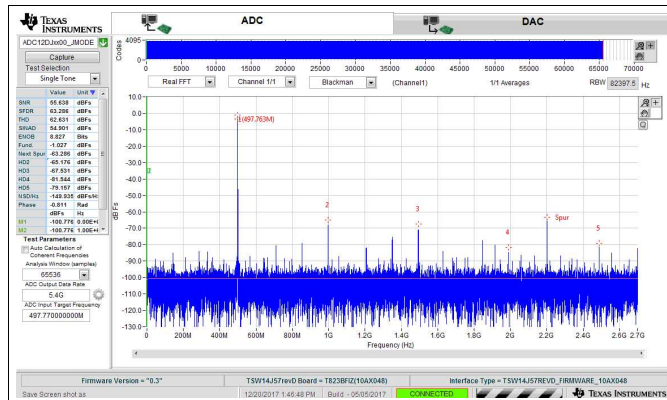 TEXAS INSTRUMENTS
ADC
DAC
ADC12DJxx00_JMODE
Capture
Test Selection
Single Tone
Value Unit
SNR 55.638 dBFs
SFDR 63.286 dBFs
THD 62.631 dBFs
SINAD 54.901 dBFs
ENOB 8.827 Bits
Fund. -1.027 dBFs
Next Spur -63.286 dBFs
HD2 -65.176 dBFs
HD3 -67.531 dBFs
HD4 -81.544 dBFs
HD5 -79.157 dBFs
NSD/Hz -149.935 dBFs/Hz
Phase -0.811 Rad
dBFs Hz
M1 -100.776 0.00E+
M2 -100.776 1.00E+
Test Parameters
Auto Calculation of
Coherent Frequencies
Analysis Window (samples)
65536
ADC Output Data Rate
5.4G
ADC Input Target Frequency
497.770000000M
Codes
4095
0
0 5000 10000 15000 20000 25000 30000 35000 40000 45000 50000 55000 60000 65000 70000
Real FFT
Channel 1/1
Blackman
(Channel1)
1/1 Averages
RBW 82397.5 Hz
10.0
0.0
-10.0
-20.0
-30.0
-40.0
-50.0
-60.0
-70.0
-80.0
-90.0
-100.0
-110.0
-120.0
-130.0
dBFs
1(497.763M)
2
3
4
Spur
5
0 200M 400M 600M 800M 1G 1.2G 1.4G 1.6G 1.8G 2G 2.2G 2.4G 2.6G 2.7G
Frequency (Hz)
Firmware Version = "0.3"
TSW14J57revD Board = T823BFIZ(10AX048)
Interface Type = TSW14J57REVD_FIRMWARE_10AX048
Save Screen shot as
12/20/2017 1:46:48 PM
Build - 05/05/2017
CONNECTED
TEXAS INSTRUMENTS